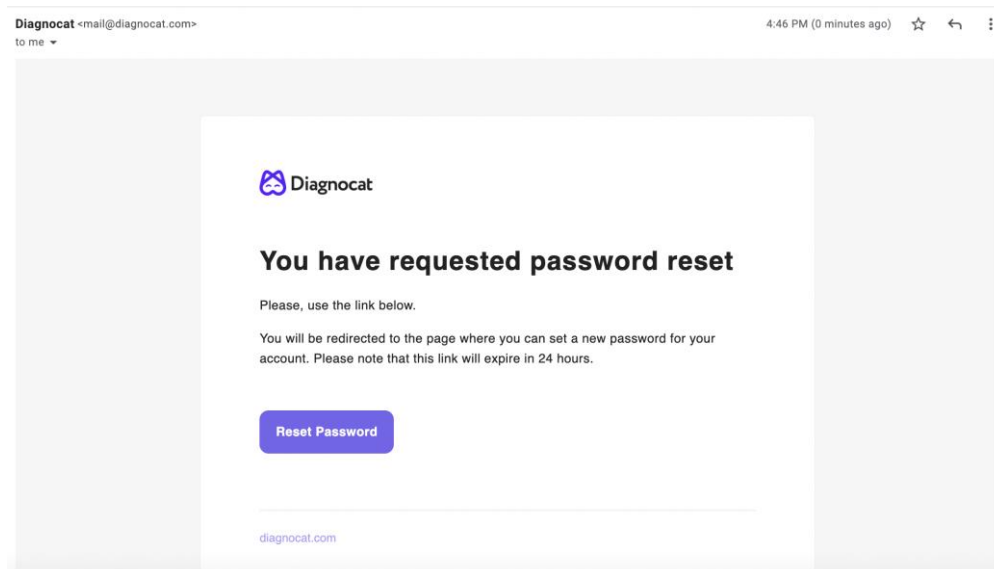 Diagnocat <mail@diagnocat.com>
4:46 PM (0 minutes ago)
to me
Diagnocat
You have requested password reset
Please, use the link below.
You will be redirected to the page where you can set a new password for your
account. Please note that this link will expire in 24 hours.
Reset Password
diagnocat.com